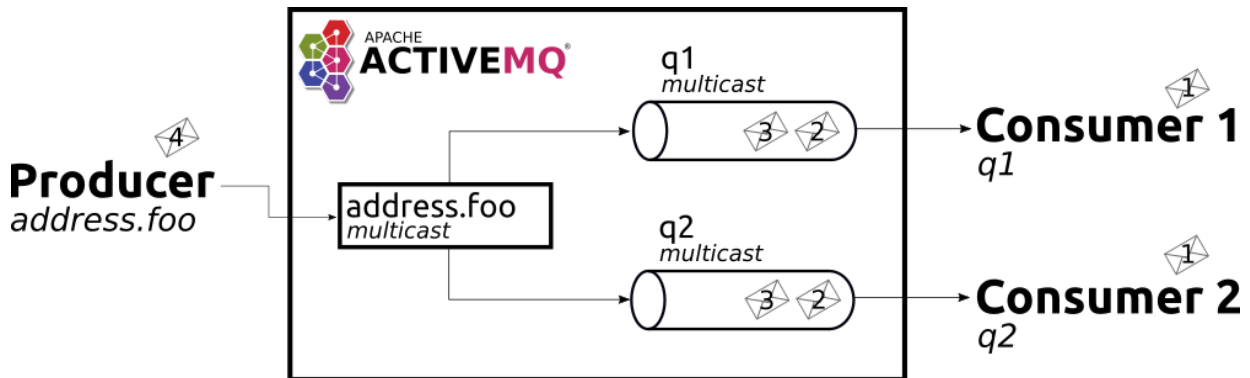 4
Producer
address.foo
APACHE
ACTIVEMQ®
address.foo
multicast
q1
multicast
3 2
q2
multicast
3 2
1
Consumer 1
q1
1
Consumer 2
q2